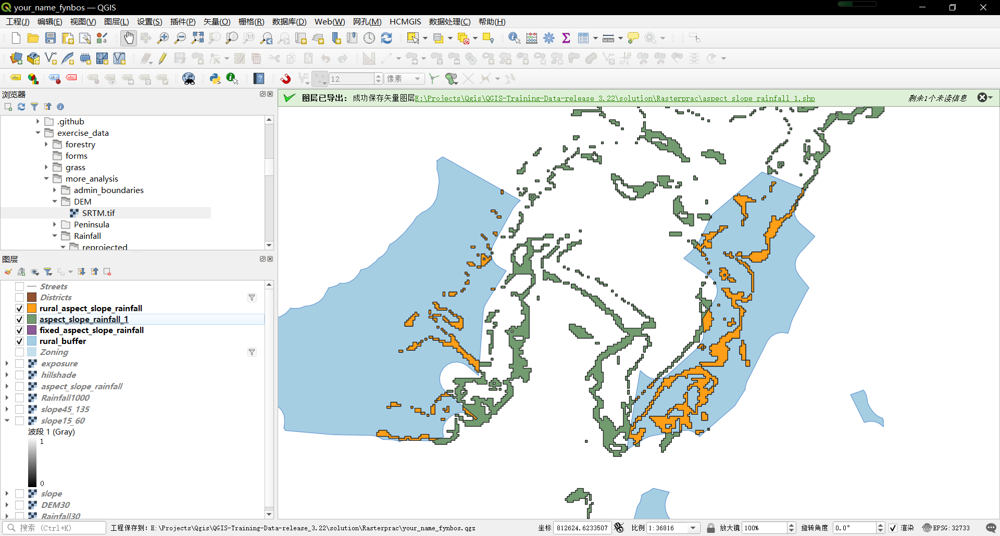 your_name_fynbos — QGIS
工程(J) 编辑(E) 视图(V) 图层(L) 设置(S) 插件(P) 矢量(O) 栅格(R) 数据库(D) Web(W) 网孔(M) HCMGIS 数据处理(C) 帮助(H)
12 像素
浏览器
图层已导出：成功保存矢量图层E:\Projects\Qgis\QGIS-Training-Data-release_3.22\solution\Rasterprac\aspect_slope_rainfall_1.shp 剩余1个未读信息
.github
exercise_data
forestry
forms
grass
more_analysis
admin_boundaries
DEM
SRTM.tif
Peninsula
Rainfall
reprojected
图层
Streets
Districts
rural_aspect_slope_rainfall
aspect_slope_rainfall_1
fixed_aspect_slope_rainfall
rural_buffer
Zoning
exposure
hillshade
aspect_slope_rainfall
Rainfall1000
slope45_135
slope15_60
波段 1 (Gray)
1
0
slope
DEM30
Rainfall30
搜索 (Ctrl+K) 工程保存到：E:\Projects\Qgis\QGIS-Training-Data-release_3.22\solution\Rasterprac\your_name_fynbos.qgz 坐标 812624,6233507 比例 1:36816 放大镜 100% 旋转角度 0.0° 渲染 EPSG:32733